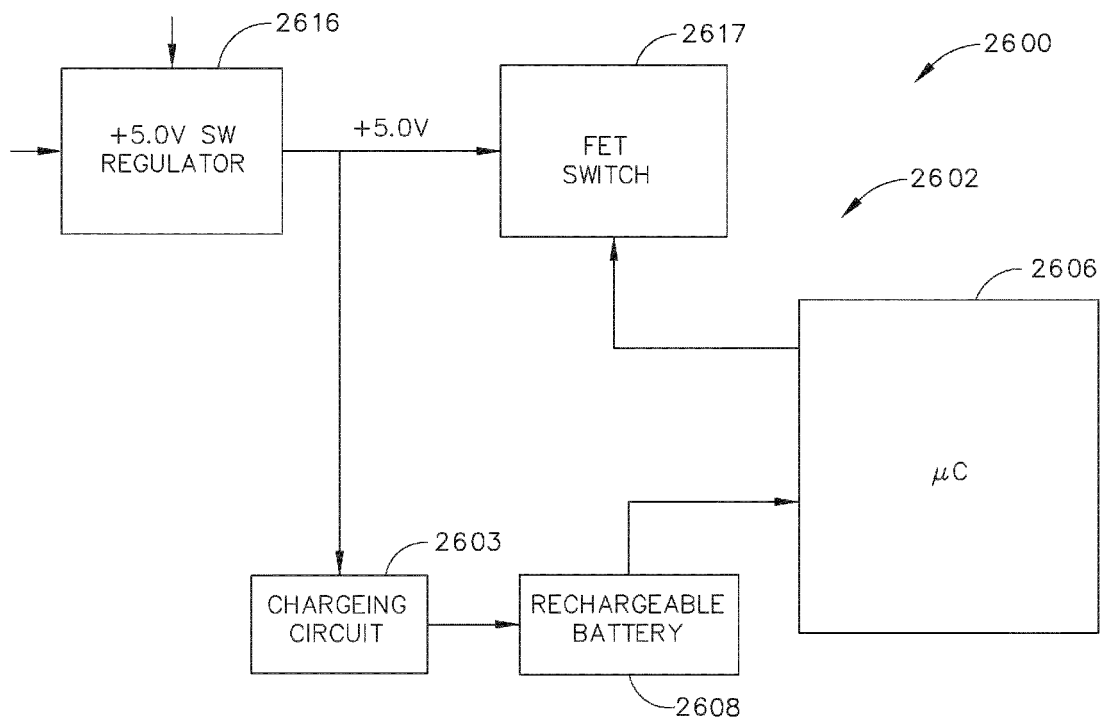 2616
2617
2600
+5.0V SW
REGULATOR
+5.0V
FET
SWITCH
2602
2606
μC
2603
CHARGEING
CIRCUIT
RECHARGEABLE
BATTERY
2608